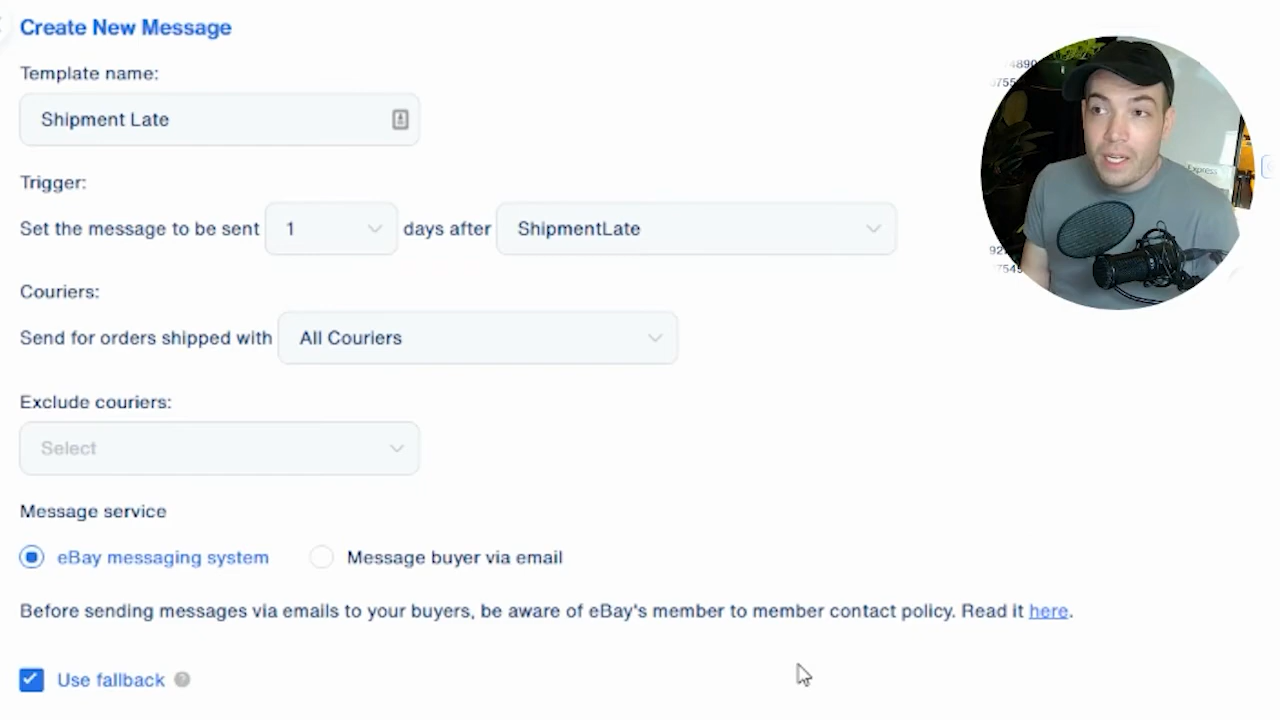 Create New Message
Template name:
Shipment Late
Trigger:
Set the message to be sent 1 days after ShipmentLate
Couriers:
Send for orders shipped with All Couriers
Exclude couriers:
Select
Message service
eBay messaging system Message buyer via email
Before sending messages via emails to your buyers, be aware of eBay's member to member contact policy. Read it here.
Use fallback ?
Express